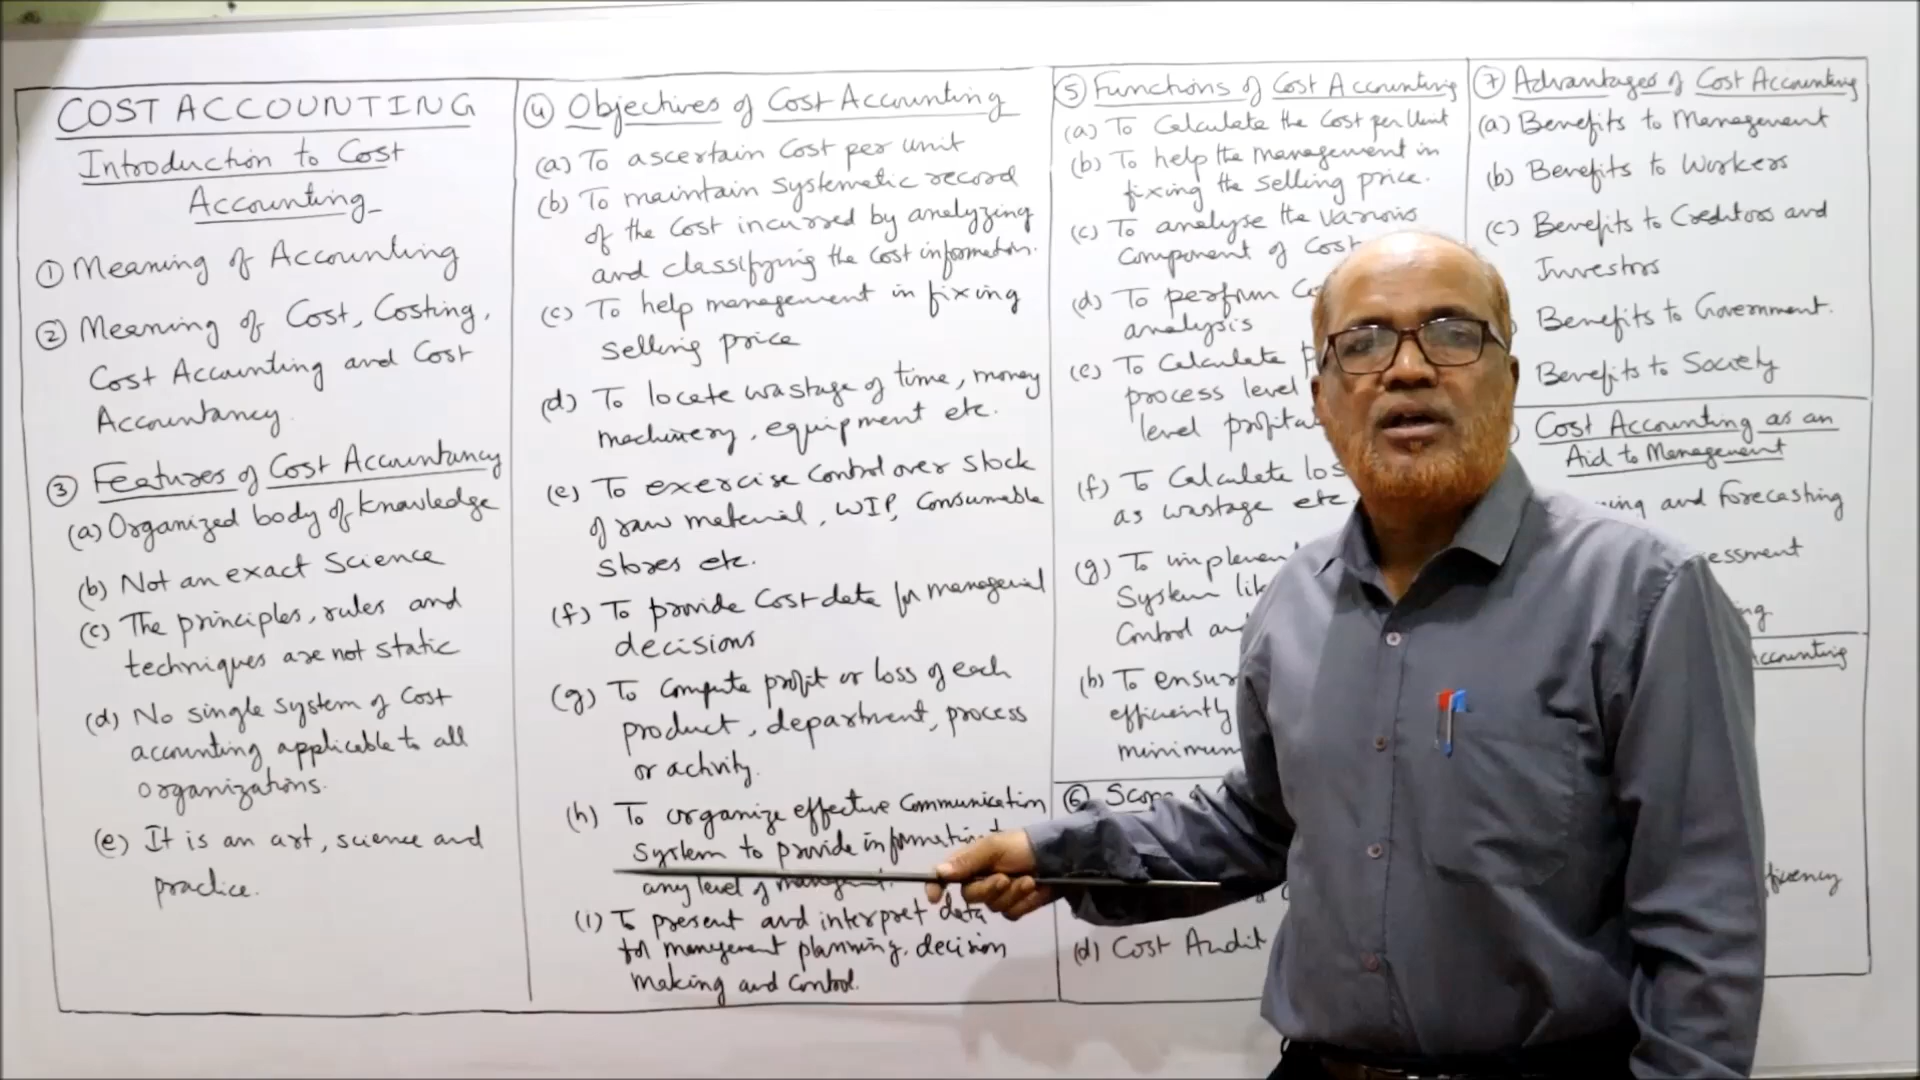 COST ACCOUNTING
Introduction to Cost
Accounting
① Meaning of Accounting
② Meaning of Cost, Costing,
Cost Accounting and Cost
Accountancy.
③ Features of Cost Accountancy
(a) Organized body of knowledge
(b) Not an exact Science
(c) The principles, rules and
techniques are not static
(d) No single system of Cost
accounting applicable to all
organizations.
(e) It is an art, science and
practice.
④ Objectives of Cost Accounting
(a) To ascertain Cost per unit
(b) To maintain systematic record
of the Cost incurred by analyzing
and classifying the Cost information.
(c) To help management in fixing
Selling price
(d) To locate wastage of time, money
machinery, equipment etc.
(e) To exercise Control over Stock
of raw material, WIP, Consumable
Stores etc.
(f) To provide Cost data for managerial
decisions
(g) To Compute profit or loss of each
product, department, process
or activity.
(h) To organize effective Communication
system to provide information
any level of
(i) To present and interpret data
for management planning, decision
making and Control.
⑤ Functions of Cost Accounting
(a) To Calculate the Cost per Unit
(b) To help the management in
fixing the Selling price.
(c) To analyse the various
Component of Cost
(d) To perform
analysis
(e) To Calculate
process level
level
(f) To Calculate
as wastage etc
(g) To
System
Control
(h) To
efficiently
⑥
(d) Cost Audit
⑦ Advantages of Cost Accounting
(a) Benefits to Management
(b) Benefits to Workers
(c) Benefits to Creditors and
Investors
Benefits to Government.
Benefits to Society
Cost Accounting as an
Aid to Management
and Forecasting
Accounting